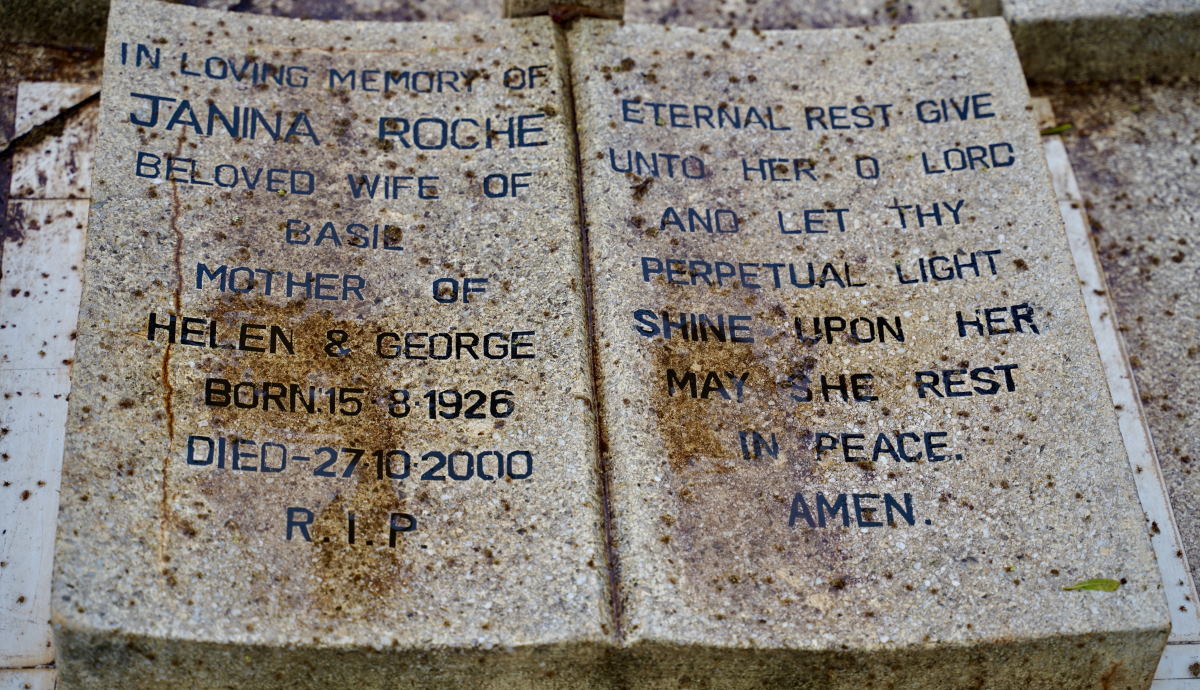 IN LOVING MEMORY OF
JANINA ROCHE
BELOVED WIFE OF
BASIL
MOTHER OF
HELEN & GEORGE
BORN.15-8.1926
DIED-27.10.2000
R.I.P.
ETERNAL REST GIVE
UNTO HER O LORD
AND LET THY
PERPETUAL LIGHT
SHINE UPON HER
MAY SHE REST
IN PEACE.
AMEN.